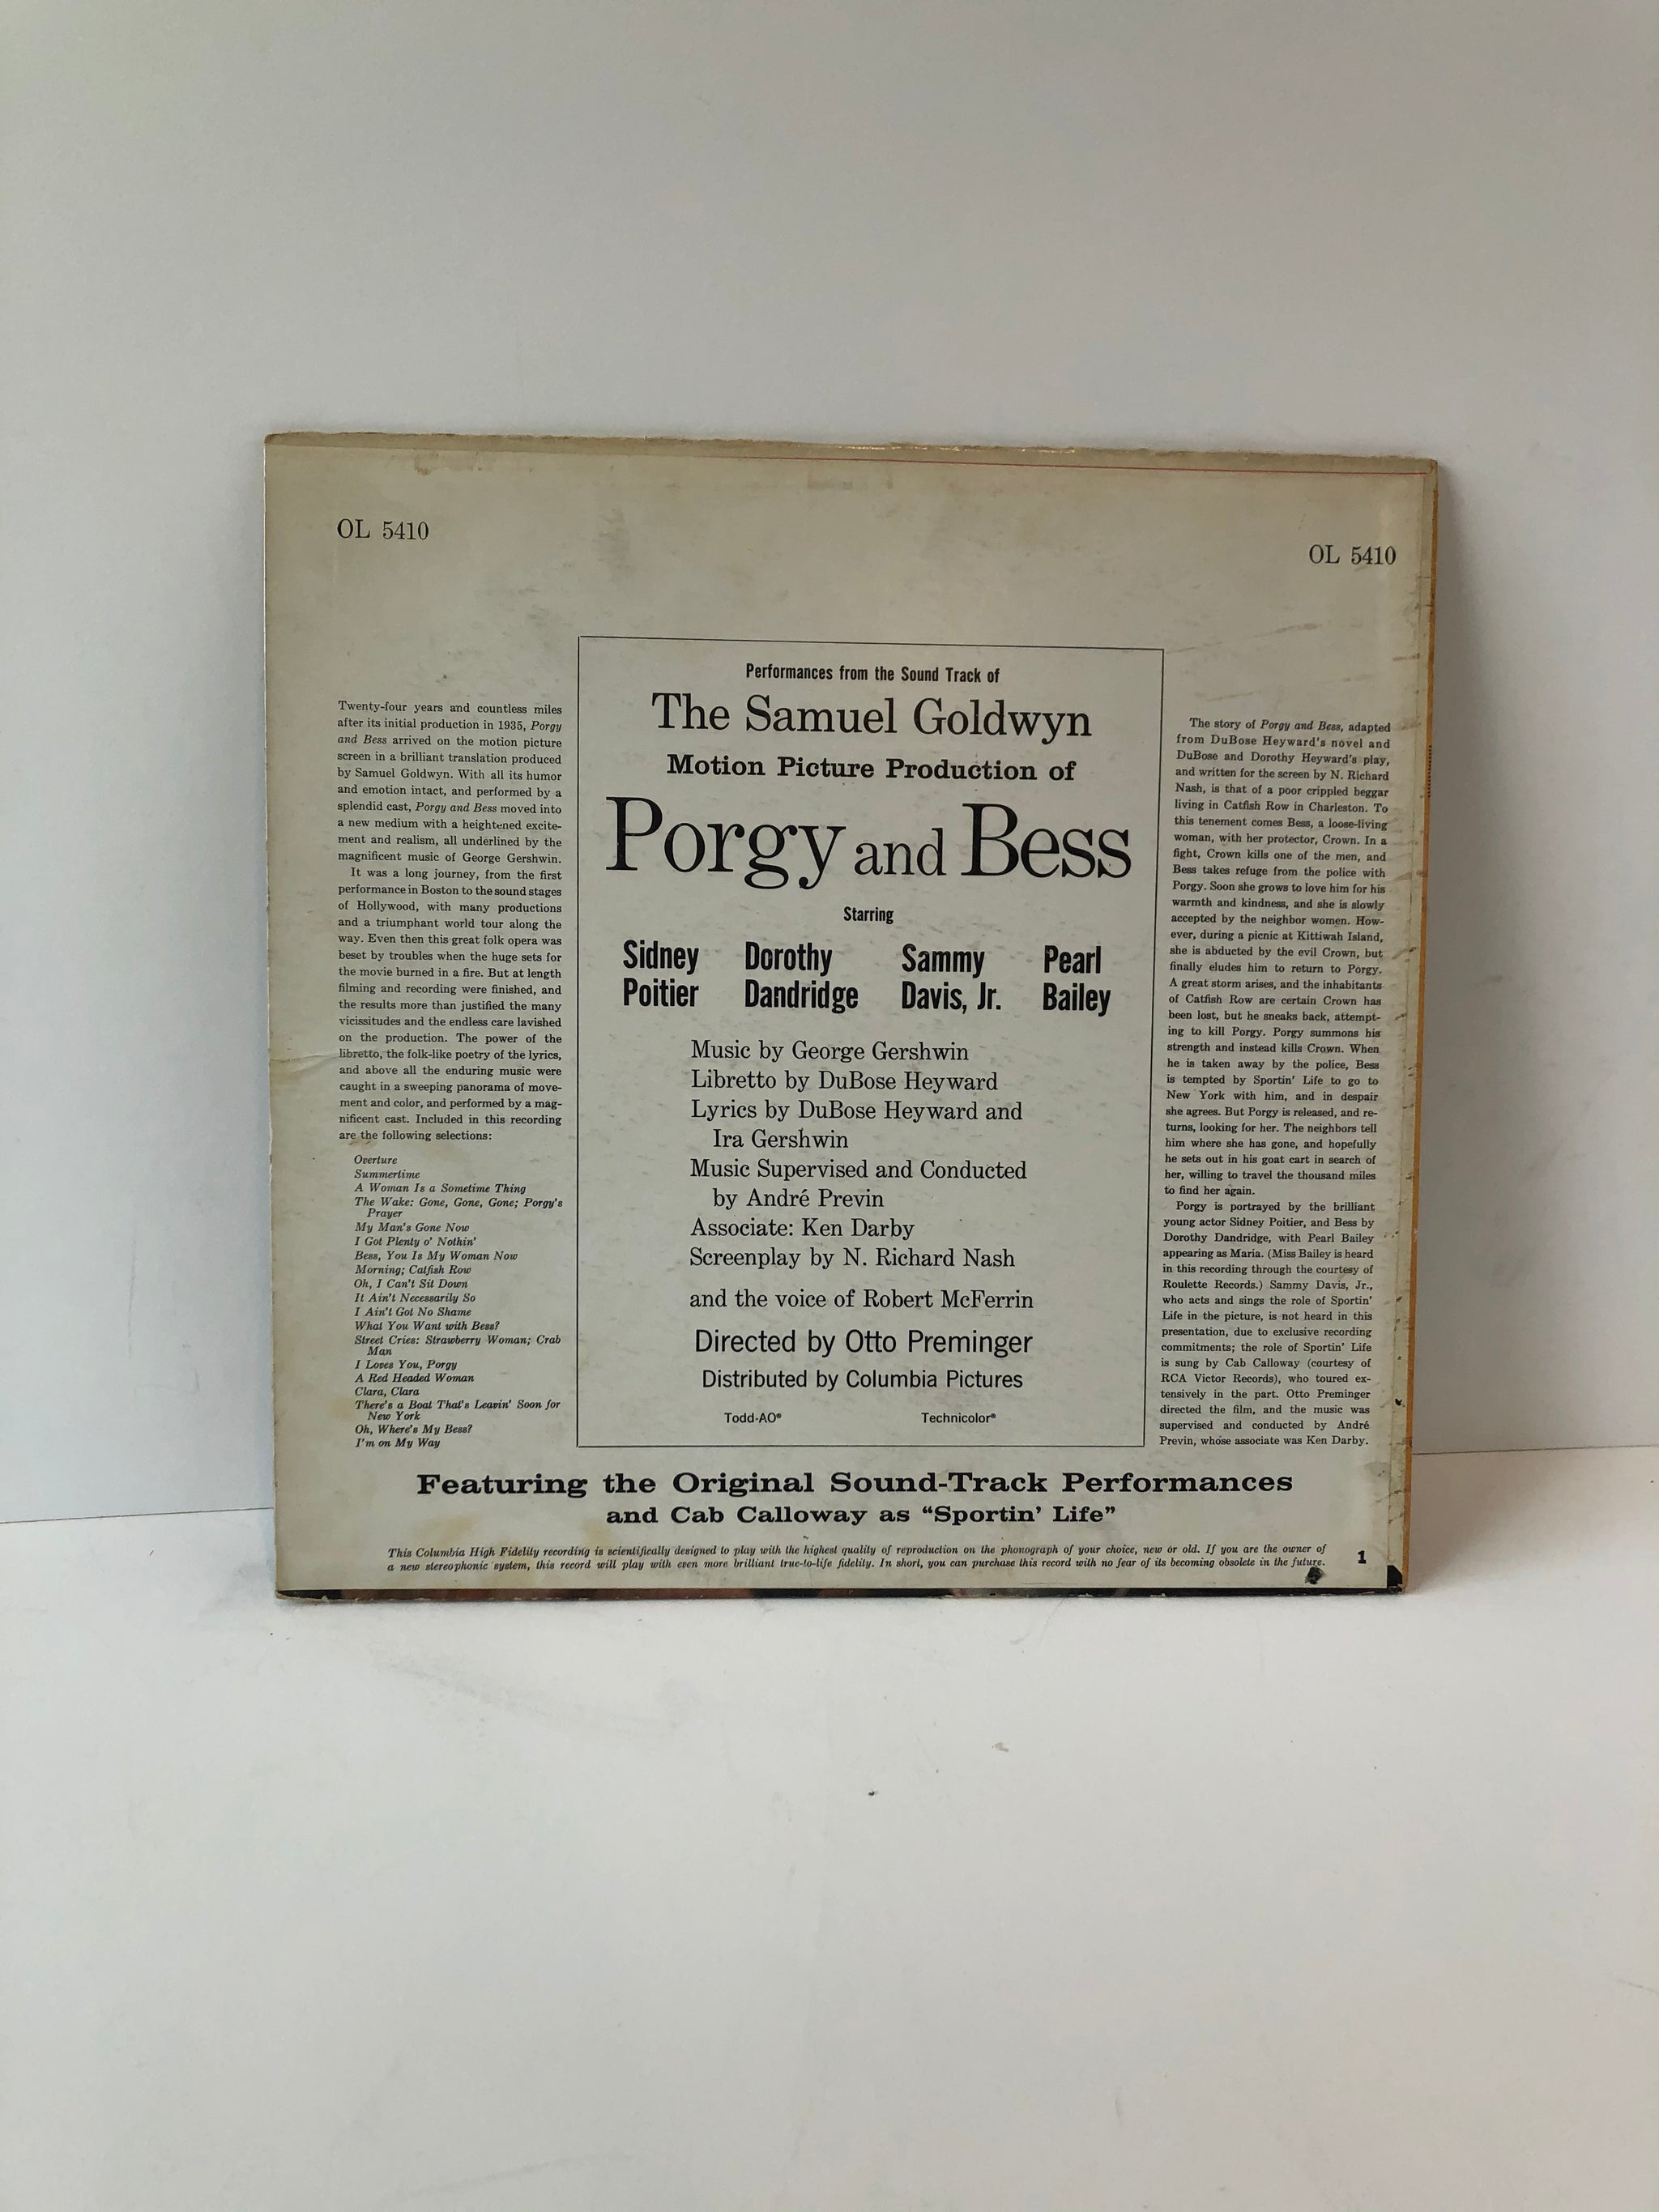 OL 5410
OL 5410
Twenty-four years and countless miles
after its initial production in 1935, Porgy
and Bess arrived on the motion picture
screen in a brilliant translation produced
by Samuel Goldwyn. With all its humor
and emotion intact, and performed by a
splendid cast, Porgy and Bess moved into
a new medium with a heightened excite-
ment and realism, all underlined by the
magnificent music of George Gershwin.
It was a long journey, from the first
performance in Boston to the sound stages
of Hollywood, with many productions
and a triumphant world tour along the
way. Even then this great folk opera was
beset by troubles when the huge sets for
the movie burned in a fire. But at length
filming and recording were finished, and
the results more than justified the many
vicissitudes and the endless care lavished
on the production. The power of the
libretto, the folk-like poetry of the lyrics,
and above all the enduring music were
caught in a sweeping panorama of move-
ment and color, and performed by a mag-
nificent cast. Included in this recording
are the following selections:
Overture
Summertime
A Woman Is a Sometime Thing
The Wake: Gone, Gone, Gone; Porgy's
Prayer
My Man's Gone Now
I Got Plenty o' Nothin'
Bess, You Is My Woman Now
Morning; Catfish Row
Oh, I Can't Sit Down
It Ain't Necessarily So
I Ain't Got No Shame
What You Want with Bess?
Street Cries: Strawberry Woman; Crab
Man
I Loves You, Porgy
A Red Headed Woman
Clara, Clara
There's a Boat That's Leavin' Soon for
New York
Oh, Where's My Bess?
I'm on My Way
Performances from the Sound Track of
The Samuel Goldwyn
Motion Picture Production of
Porgy and Bess
Starring
Sidney Dorothy Sammy Pearl
Poitier Dandridge Davis, Jr. Bailey
Music by George Gershwin
Libretto by DuBose Heyward
Lyrics by DuBose Heyward and
Ira Gershwin
Music Supervised and Conducted
by André Previn
Associate: Ken Darby
Screenplay by N. Richard Nash
and the voice of Robert McFerrin
Directed by Otto Preminger
Distributed by Columbia Pictures
Todd-AO® Technicolor®
The story of Porgy and Bess, adapted
from DuBose Heyward's novel and
DuBose and Dorothy Heyward's play,
and written for the screen by N. Richard
Nash, is that of a poor crippled beggar
living in Catfish Row in Charleston. To
this tenement comes Bess, a loose-living
woman, with her protector, Crown. In a
fight, Crown kills one of the men, and
Bess takes refuge from the police with
Porgy. Soon she grows to love him for his
warmth and kindness, and she is slowly
accepted by the neighbor women. How-
ever, during a picnic at Kittiwah Island,
she is abducted by the evil Crown, but
finally eludes him to return to Porgy.
A great storm arises, and the inhabitants
of Catfish Row are certain Crown has
been lost, but he sneaks back, attempt-
ing to kill Porgy. Porgy summons his
strength and instead kills Crown. When
he is taken away by the police, Bess
is tempted by Sportin' Life to go to
New York with him, and in despair
she agrees. But Porgy is released, and re-
turns, looking for her. The neighbors tell
him where she has gone, and hopefully
he sets out in his goat cart in search of
her, willing to travel the thousand miles
to find her again.
Porgy is portrayed by the brilliant
young actor Sidney Poitier, and Bess by
Dorothy Dandridge, with Pearl Bailey
appearing as Maria. (Miss Bailey is heard
in this recording through the courtesy of
Roulette Records.) Sammy Davis, Jr.,
who acts and sings the role of Sportin'
Life in the picture, is not heard in this
presentation, due to exclusive recording
commitments; the role of Sportin' Life
is sung by Cab Calloway (courtesy of
RCA Victor Records), who toured ex-
tensively in the part. Otto Preminger
directed the film, and the music was
supervised and conducted by André
Previn, whose associate was Ken Darby.
Featuring the Original Sound-Track Performances
and Cab Calloway as “Sportin' Life”
This Columbia High Fidelity recording is scientifically designed to play with the highest quality of reproduction on the phonograph of your choice, new or old. If you are the owner of
a new stereophonic system, this record will play with even more brilliant true-to-life fidelity. In short, you can purchase this record with no fear of its becoming obsolete in the future.
1